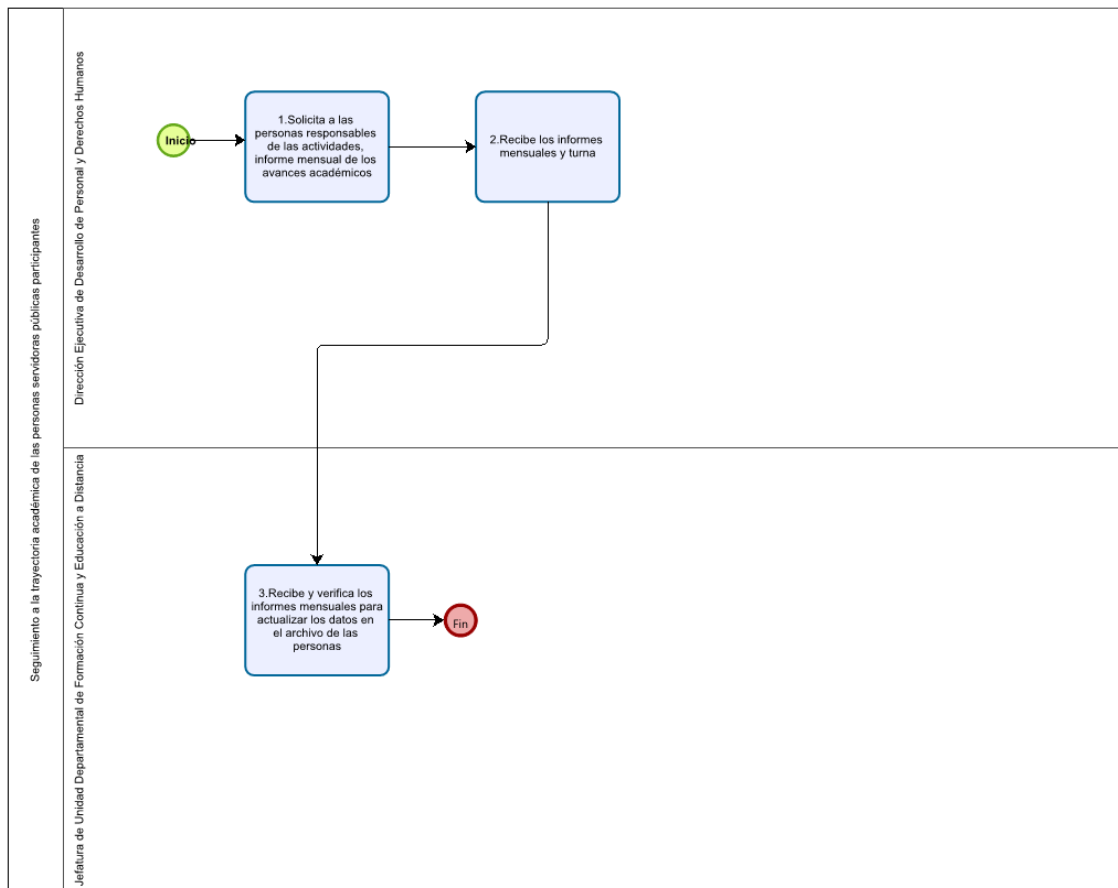 Seguimiento a la trayectoria académica de las personas servidoras públicas participantes
Dirección Ejecutiva de Desarrollo de Personal y Derechos Humanos
Inicio
1.Solicita a las
personas responsables
de las actividades,
informe mensual de los
avances académicos
2.Recibe los informes
mensuales y turna
Jefatura de Unidad Departamental de Formación Continua y Educación a Distancia
3.Recibe y verifica los
informes mensuales para
actualizar los datos en
el archivo de las
personas
Fin